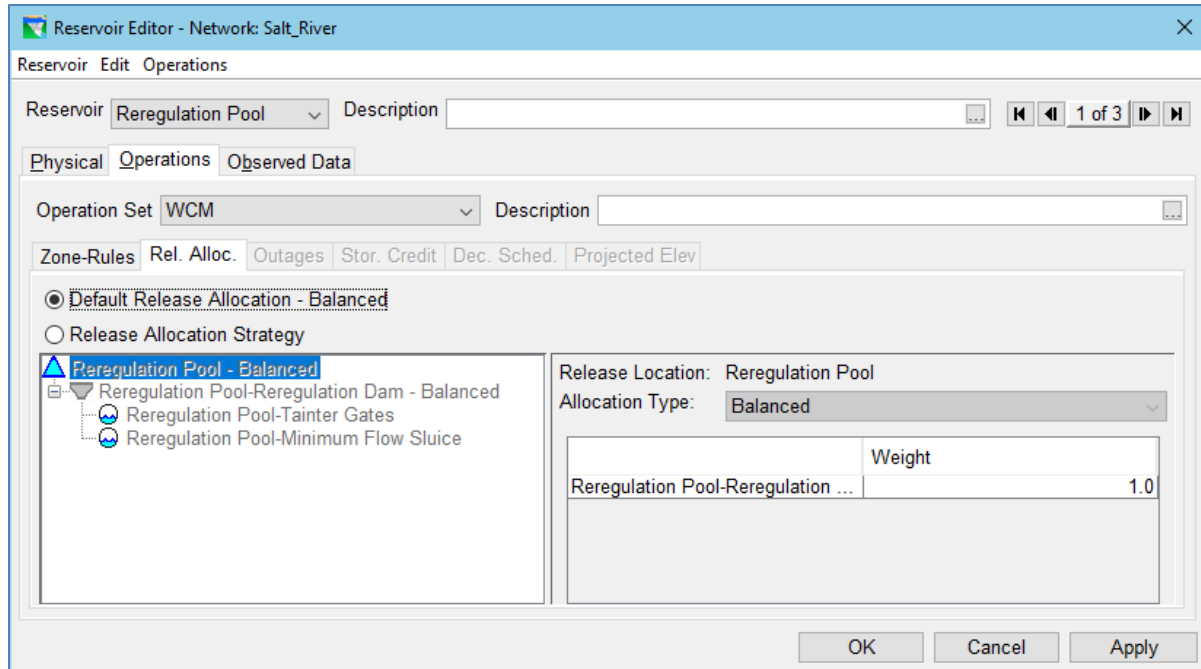 Reservoir Editor - Network: Salt_River
Reservoir Edit Operations
Reservoir Reregulation Pool Description ... 1 of 3
Physical Operations Observed Data
Operation Set WCM Description ...
Zone-Rules Rel. Alloc. Outages Stor. Credit Dec. Sched. Projected Elev
Default Release Allocation - Balanced
Release Allocation Strategy
Reregulation Pool - Balanced
Reregulation Pool-Reregulation Dam - Balanced
Reregulation Pool-Tainter Gates
Reregulation Pool-Minimum Flow Sluice
Release Location: Reregulation Pool
Allocation Type: Balanced
Weight
Reregulation Pool-Reregulation ... 1.0
OK Cancel Apply